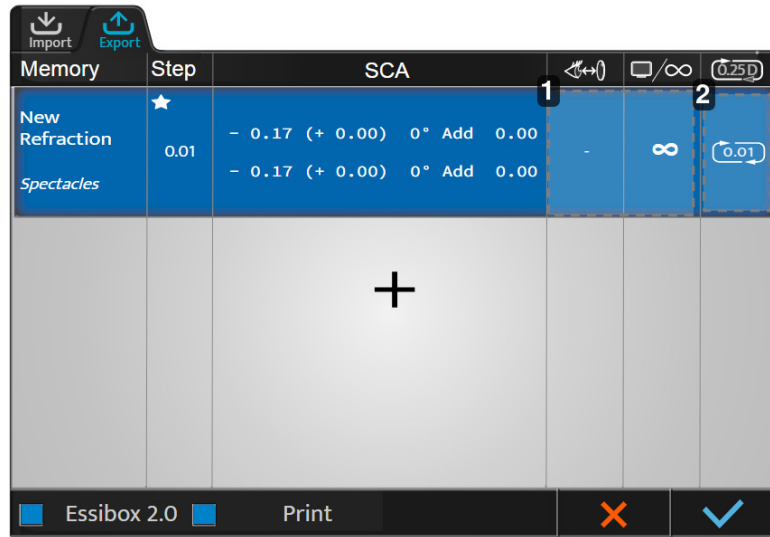 Import Export
Memory Step SCA /∞ 0.25D
1 2
New
Refraction
Spectacles
0.01
- 0.17 (+ 0.00) 0° Add 0.00
- 0.17 (+ 0.00) 0° Add 0.00
- ∞ 0.01
+
Essibox 2.0 Print